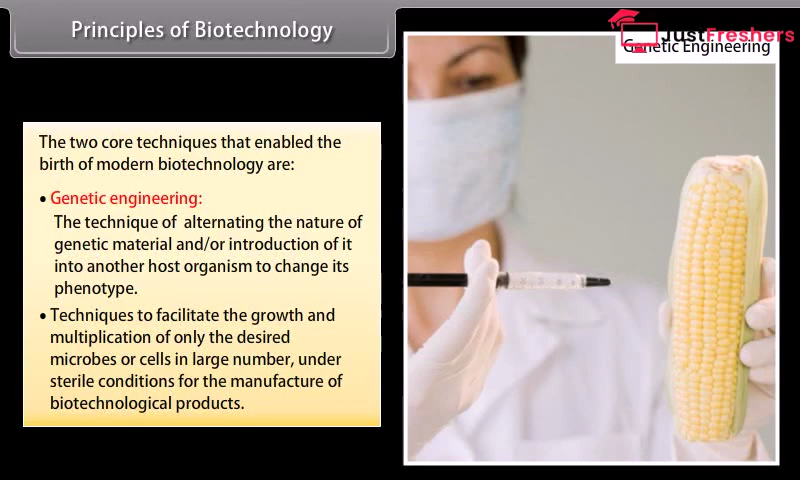 Principles of Biotechnology
JustFreshers
Genetic Engineering
The two core techniques that enabled the
birth of modern biotechnology are:
• Genetic engineering:
The technique of alternating the nature of
genetic material and/or introduction of it
into another host organism to change its
phenotype.
• Techniques to facilitate the growth and
multiplication of only the desired
microbes or cells in large number, under
sterile conditions for the manufacture of
biotechnological products.